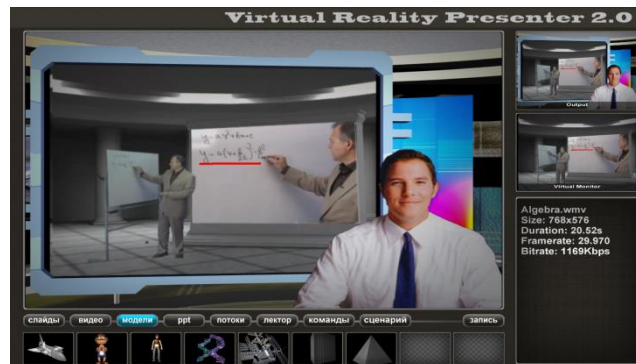 Virtual Reality Presenter 2.0
Output
Virtual Monitor
Algebra.wmv
Size: 768x576
Duration: 20.52s
Framerate: 29.970
Bitrate: 1169Kbps
слайды видео модели ppt потоки лектор команды сценарий запись